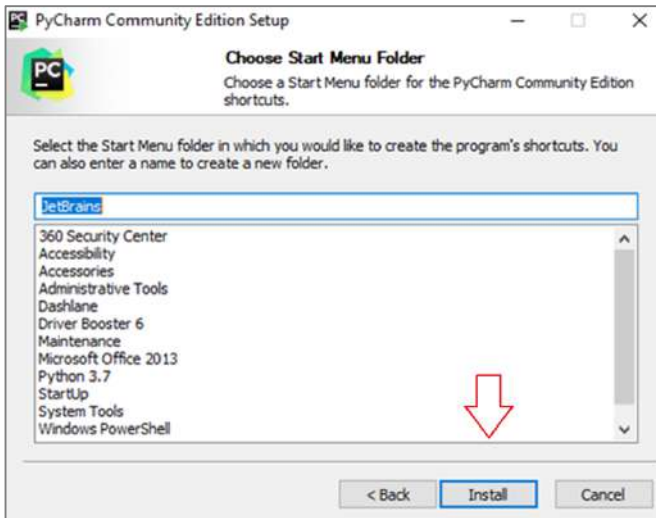 PyCharm Community Edition Setup
PC
Choose Start Menu Folder
Choose a Start Menu folder for the PyCharm Community Edition
shortcuts.
Select the Start Menu folder in which you would like to create the program's shortcuts. You
can also enter a name to create a new folder.
JetBrains
360 Security Center
Accessibility
Accessories
Administrative Tools
Dashlane
Driver Booster 6
Maintenance
Microsoft Office 2013
Python 3.7
StartUp
System Tools
Windows PowerShell
< Back
Install
Cancel